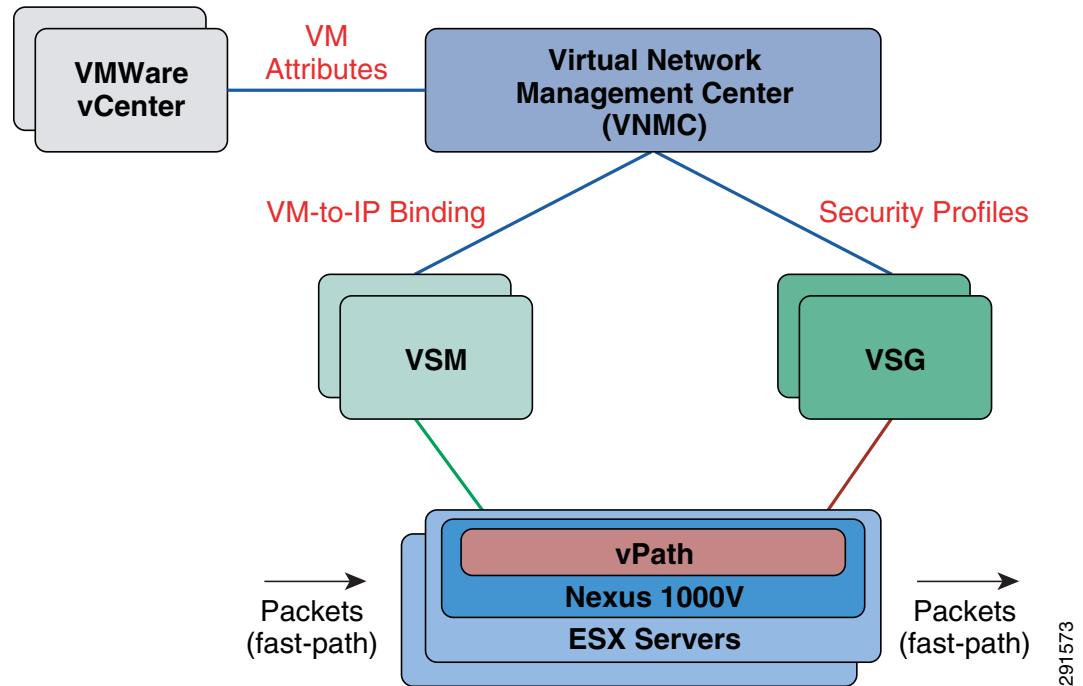 VMWare
vCenter
VM
Attributes
Virtual Network
Management Center
(VNMC)
VM-to-IP Binding
Security Profiles
VSM
VSG
vPath
Nexus 1000V
ESX Servers
Packets
(fast-path)
Packets
(fast-path)
291573